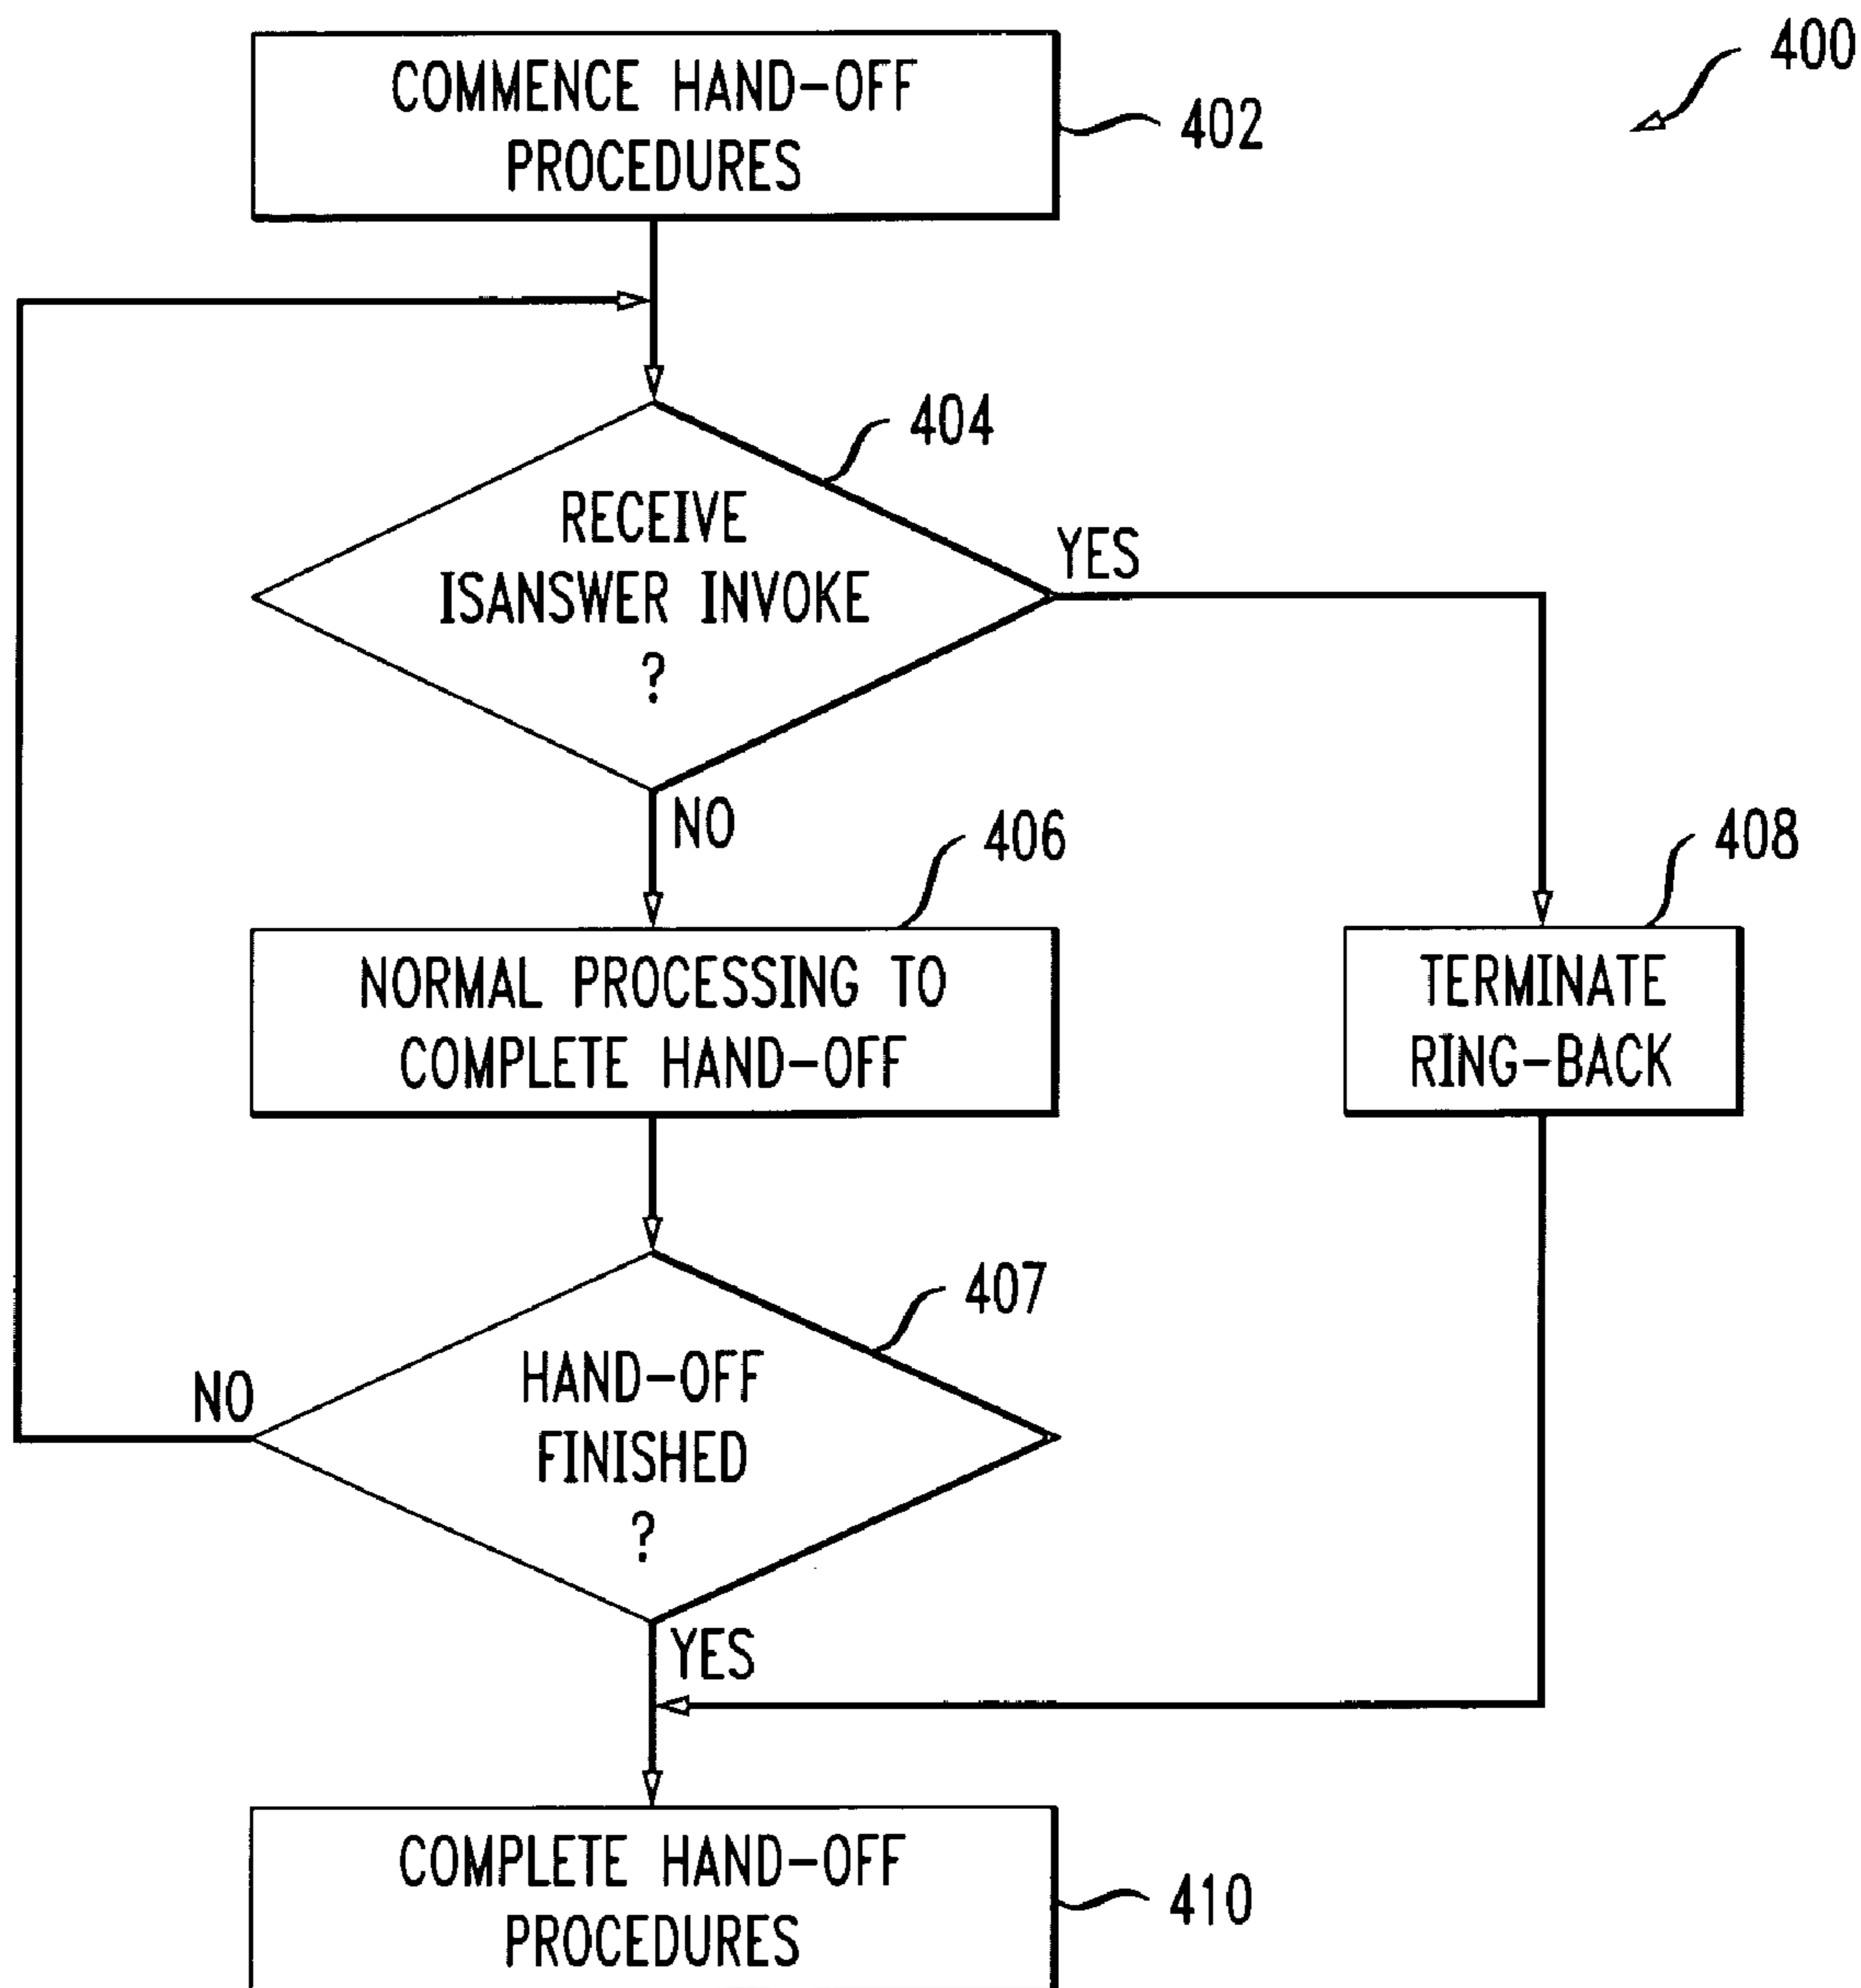 400
COMMENCE HAND-OFF
PROCEDURES
402
404
RECEIVE
ISANSWER INVOKE
?
YES
NO
406
408
NORMAL PROCESSING TO
COMPLETE HAND-OFF
TERMINATE
RING-BACK
407
HAND-OFF
FINISHED
?
NO
YES
COMPLETE HAND-OFF
PROCEDURES
410